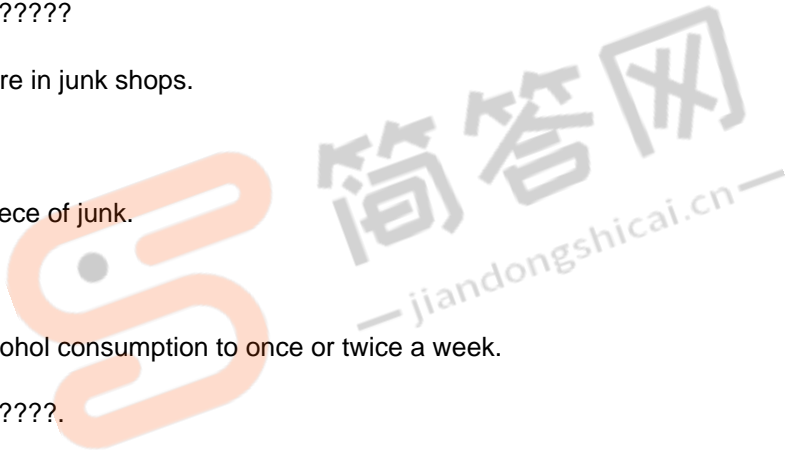 ?????
re in junk shops.
简答网
ece of junk.
jiandongshicai.cn
ohol consumption to once or twice a week.
????.